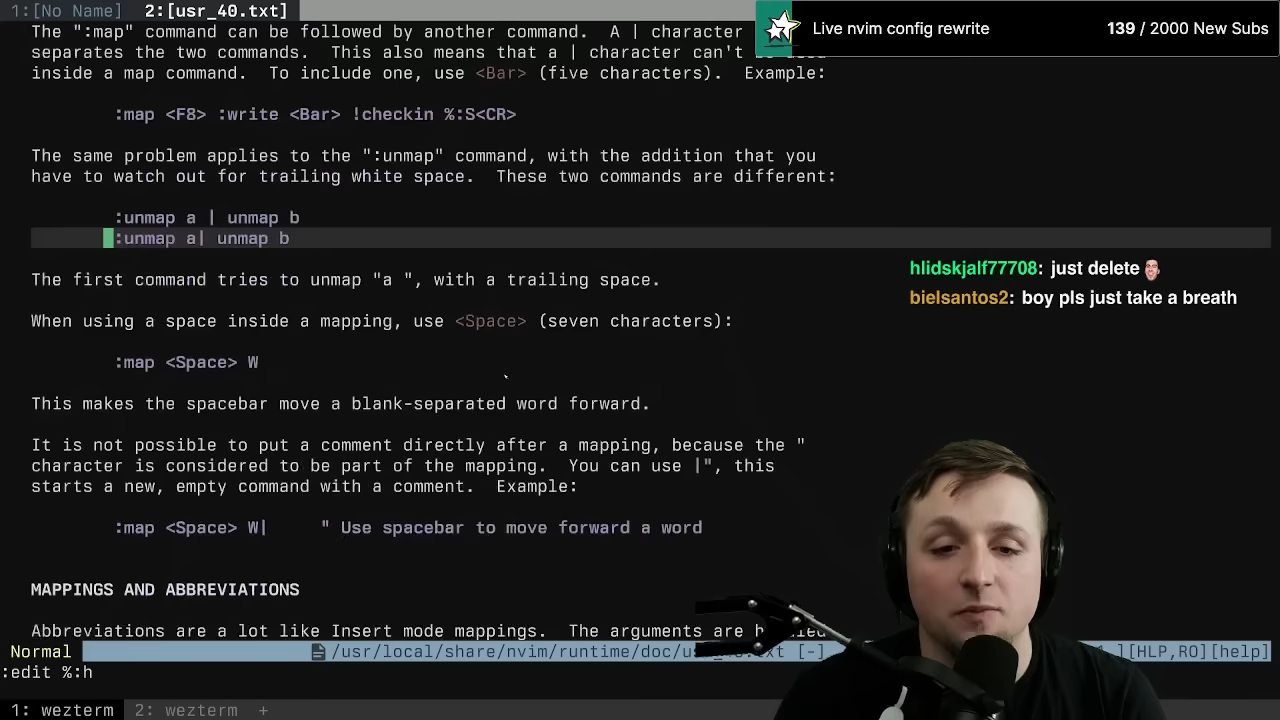 1:[No Name]  2:[usr_40.txt]
The ":map" command can be followed by another command.  A | character
separates the two commands.  This also means that a | character can't be
inside a map command.  To include one, use <Bar> (five characters).  Example:
:map <F8> :write <Bar> !checkin %:S<CR>
The same problem applies to the ":unmap" command, with the addition that you
have to watch out for trailing white space.  These two commands are different:
:unmap a | unmap b
:unmap a| unmap b
The first command tries to unmap "a ", with a trailing space.
When using a space inside a mapping, use <Space> (seven characters):
:map <Space> W
This makes the spacebar move a blank-separated word forward.
It is not possible to put a comment directly after a mapping, because the "
character is considered to be part of the mapping.  You can use |", this
starts a new, empty command with a comment.  Example:
:map <Space> W|     " Use spacebar to move forward a word
MAPPINGS AND ABBREVIATIONS
Abbreviations are a lot like Insert mode mappings.  The arguments are
Normal
/usr/local/share/nvim/runtime/doc/ [-]
][HLP,RO][help]
:edit %:h
1: wezterm  2: wezterm  +
Live nvim config rewrite
139 / 2000 New Subs
hlidskjalf77708: just delete
bielsantos2: boy pls just take a breath